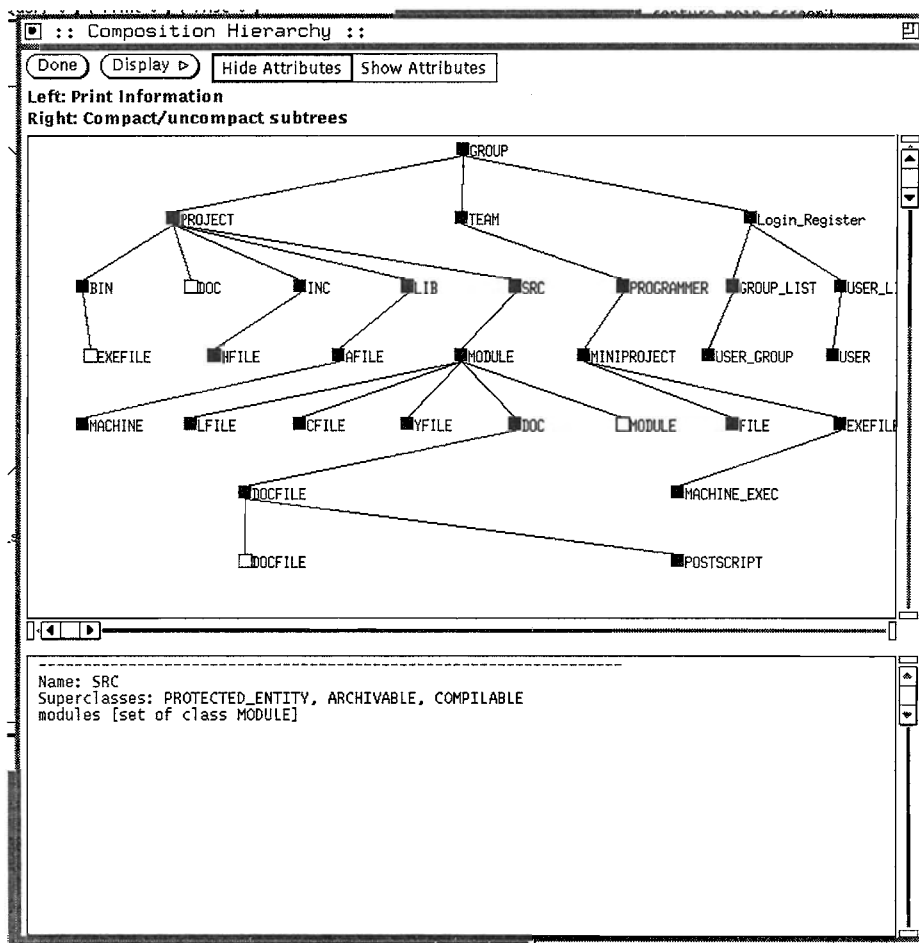 :: Composition Hierarchy ::
Done Display Hide Attributes Show Attributes
Left: Print Information
Right: Compact/uncompact subtrees
GROUP
PROJECT TEAM Login_Register
BIN DOC INC LIB SRC PROGRAMMER GROUP_LIST USER_LI
EXEFILE HFILE AFILE MODULE MINIPROJECT USER_GROUP USER
MACHINE LFILE CFILE YFILE DOC MODULE FILE EXEFILE
DOCFILE MACHINE_EXEC
DOCFILE POSTSCRIPT
Name: SRC
Superclasses: PROTECTED_ENTITY, ARCHIVABLE, COMPILABLE
modules [set of class MODULE]